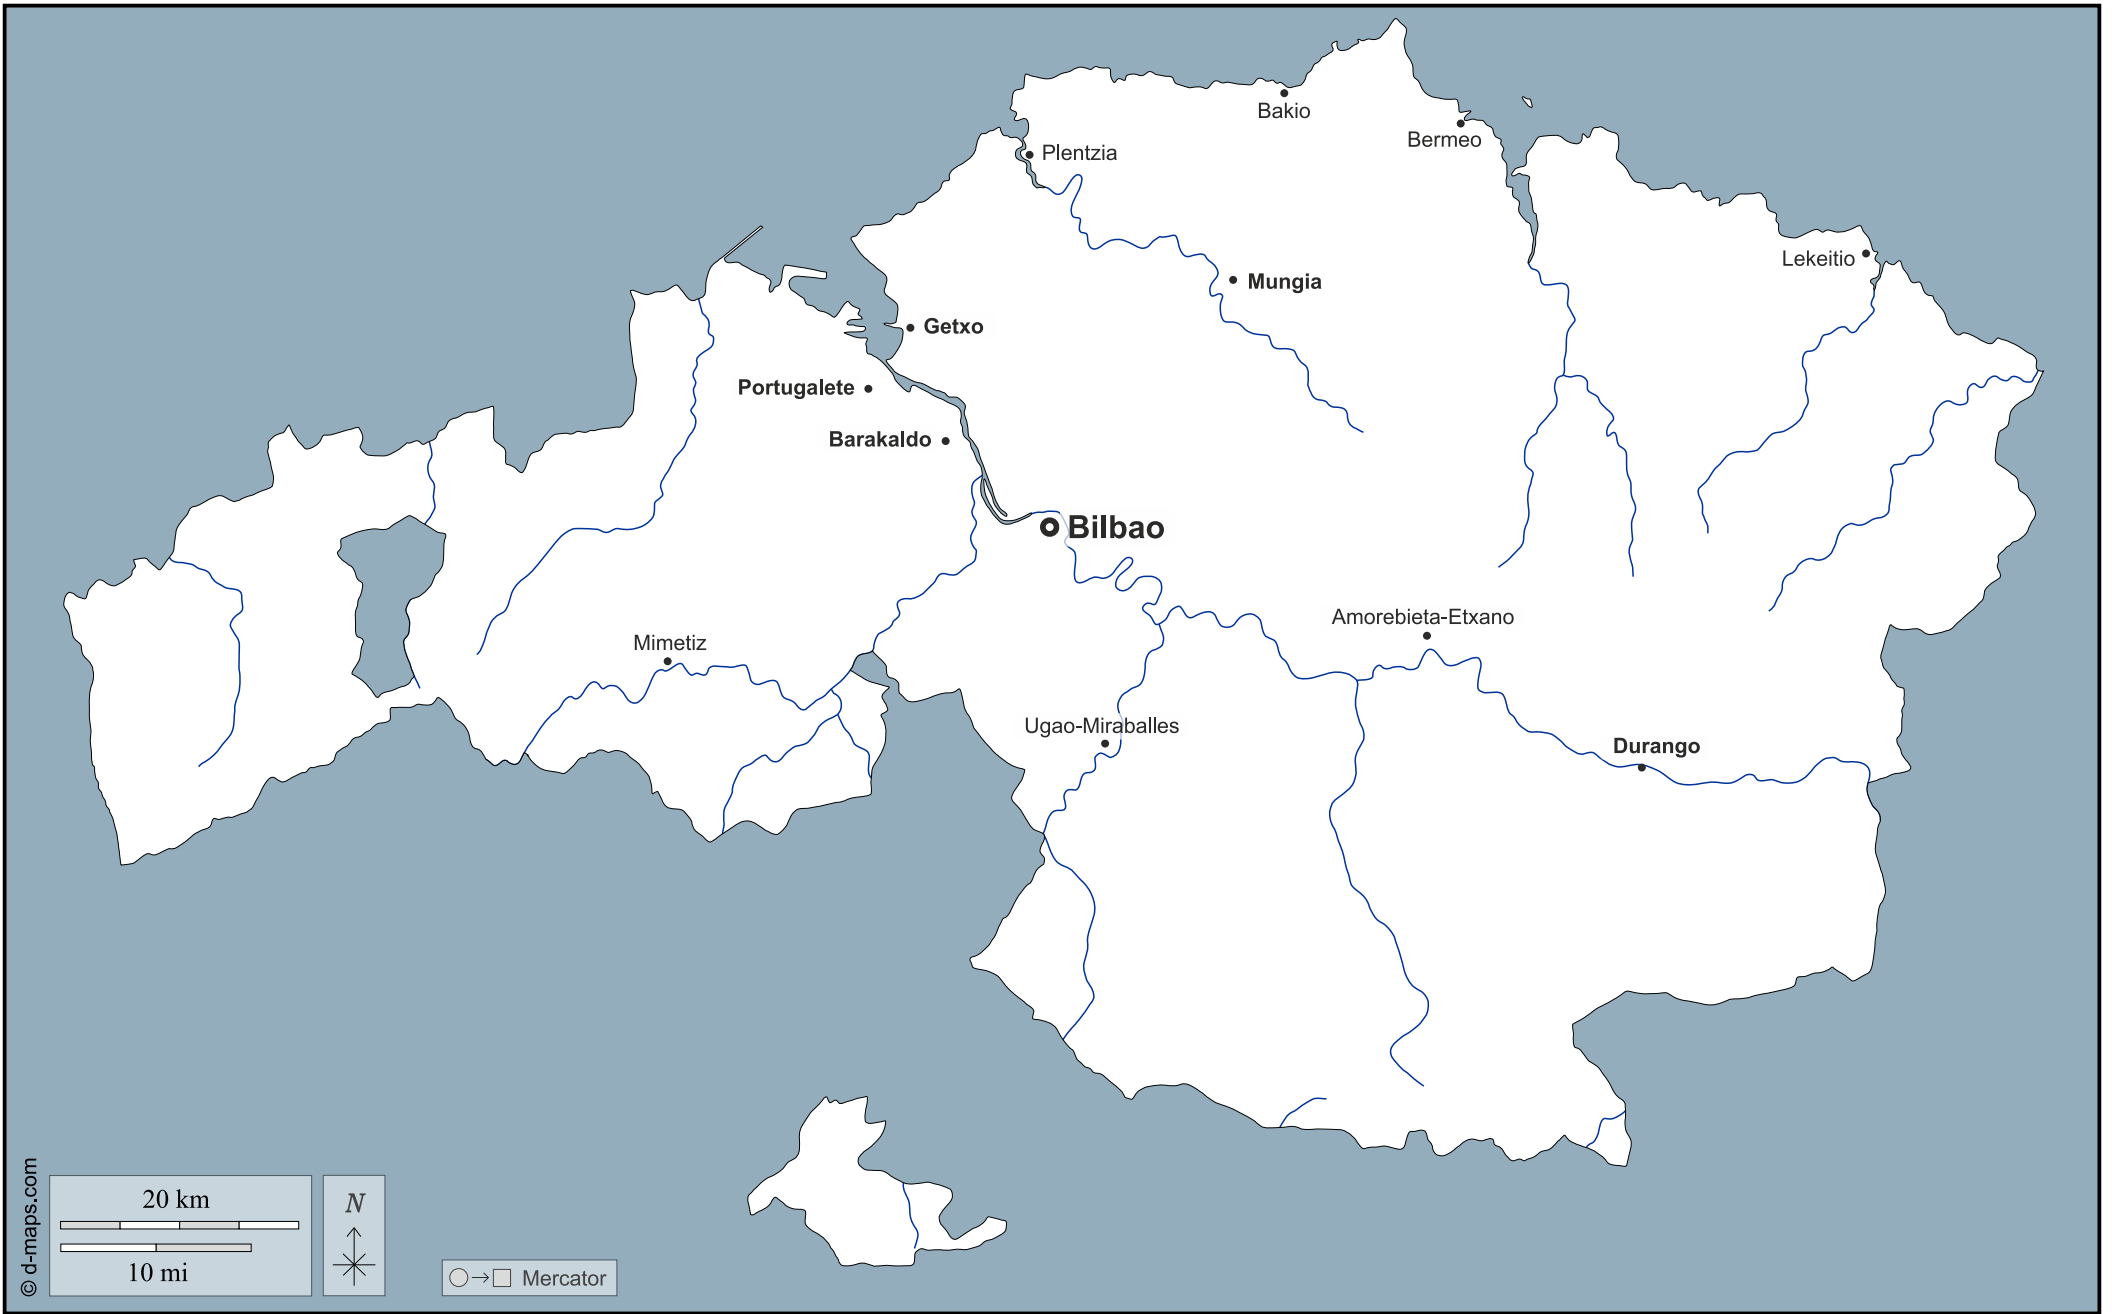 Bakio
Bermeo
Plentzia
Lekeitio
Mungia
Getxo
Portugalete
Barakaldo
Bilbao
Amorebieta-Etxano
Mimetiz
Ugao-Miraballes
Durango
© d-maps.com
20 km
10 mi
N
Mercator